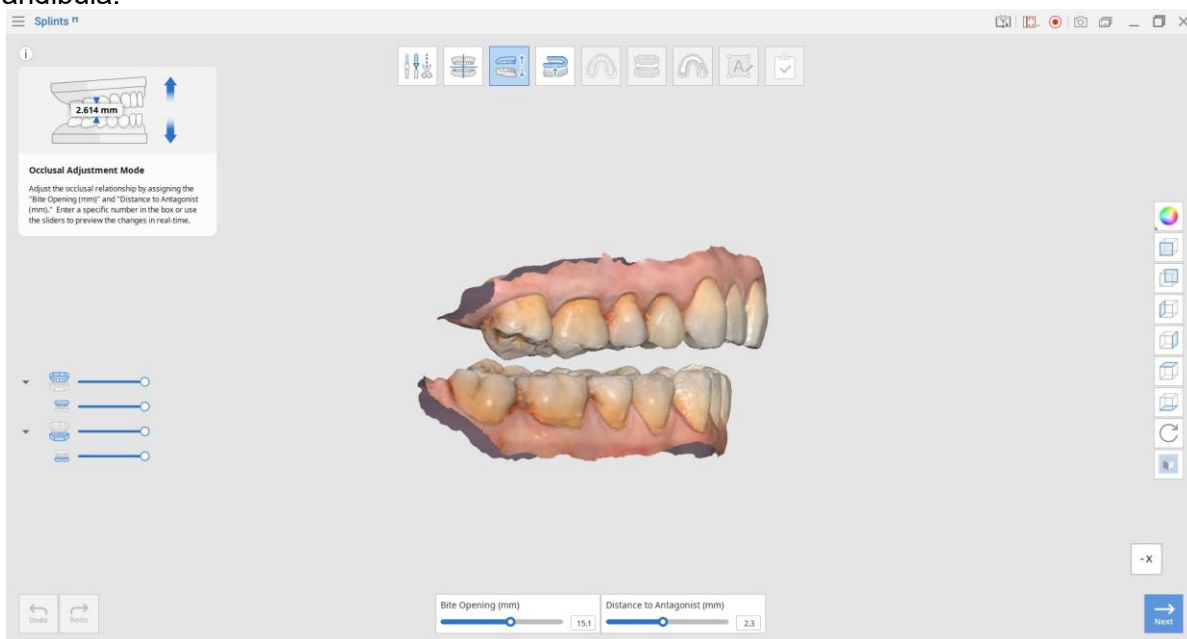 andibula.
Splints M
i
2.614 mm
Occlusal Adjustment Mode
Adjust the occlusal relationship by assigning the
"Bite Opening (mm)" and "Distance to Antagonist
(mm)." Enter a specific number in the box or use
the sliders to preview the changes in real-time.
A
-X
Undo
Redo
Bite Opening (mm)
15.1
Distance to Antagonist (mm)
2.3
Next